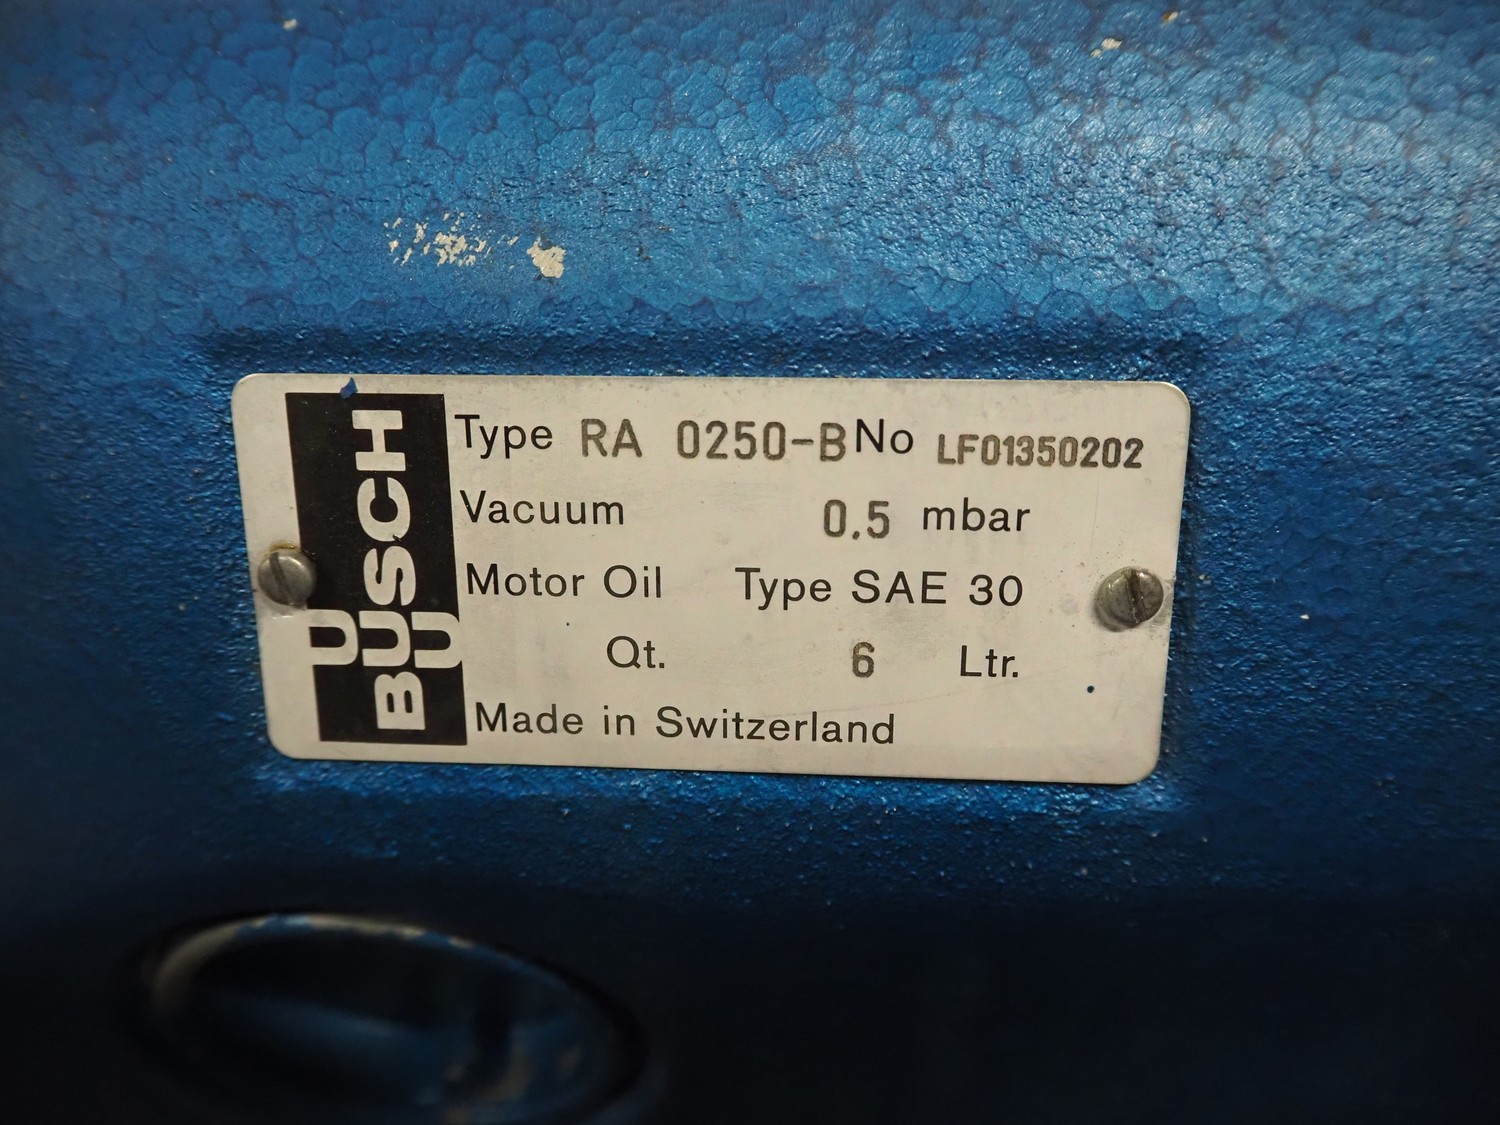 BUSCH
Type RA 0250-B No LF01350202
Vacuum 0.5 mbar
Motor Oil Type SAE 30
Qt. 6 Ltr.
Made in Switzerland